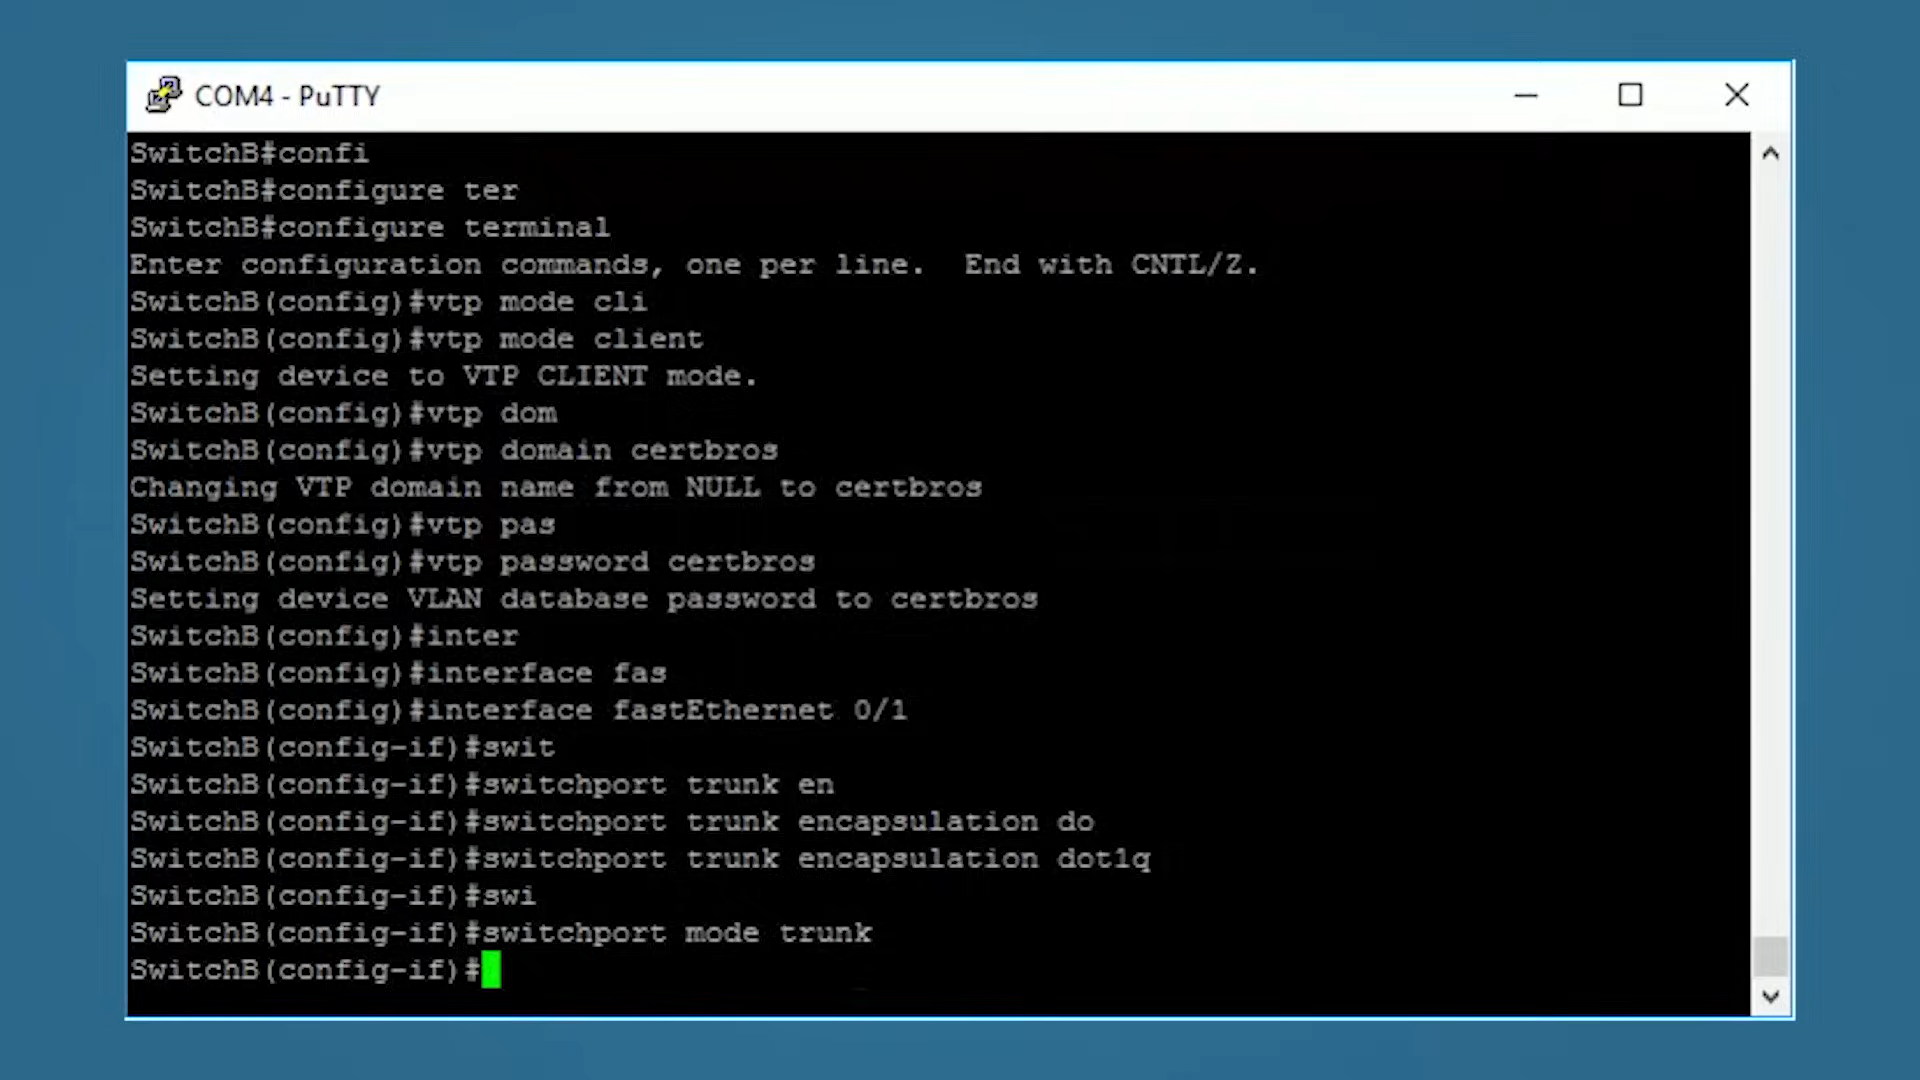 COM4 - PuTTY
SwitchB#confi
SwitchB#configure ter
SwitchB#configure terminal
Enter configuration commands, one per line.  End with CNTL/Z.
SwitchB(config)#vtp mode cli
SwitchB(config)#vtp mode client
Setting device to VTP CLIENT mode.
SwitchB(config)#vtp dom
SwitchB(config)#vtp domain certbros
Changing VTP domain name from NULL to certbros
SwitchB(config)#vtp pas
SwitchB(config)#vtp password certbros
Setting device VLAN database password to certbros
SwitchB(config)#inter
SwitchB(config)#interface fas
SwitchB(config)#interface fastEthernet 0/1
SwitchB(config-if)#swit
SwitchB(config-if)#switchport trunk en
SwitchB(config-if)#switchport trunk encapsulation do
SwitchB(config-if)#switchport trunk encapsulation dot1q
SwitchB(config-if)#swi
SwitchB(config-if)#switchport mode trunk
SwitchB(config-if)#